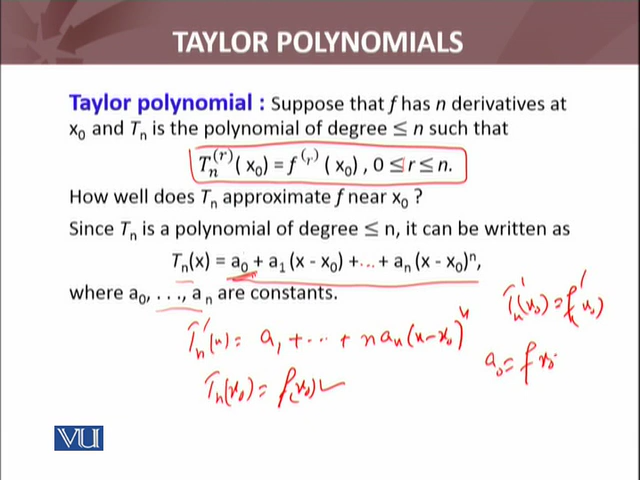 TAYLOR POLYNOMIALS
Taylor polynomial : Suppose that f has n derivatives at
x₀ and Tₙ is the polynomial of degree ≤ n such that
Tₙ⁽ʳ⁾( x₀) = f ⁽ʳ⁾ ( x₀) , 0 ≤ r ≤ n.
How well does Tₙ approximate f near x₀ ?
Since Tₙ is a polynomial of degree ≤ n, it can be written as
Tₙ(x) = a₀ + a₁ (x - x₀) +…+ aₙ (x - x₀)ⁿ,
where a₀, . . ., a ₙ are constants.
Tₙ'(x₀) = f'(x₀)
Tₙ'(x) = a₁ + ... + n aₙ (x-x₀)
a₀ = f x₀
Tₙ(x₀) = f(x₀)
VU